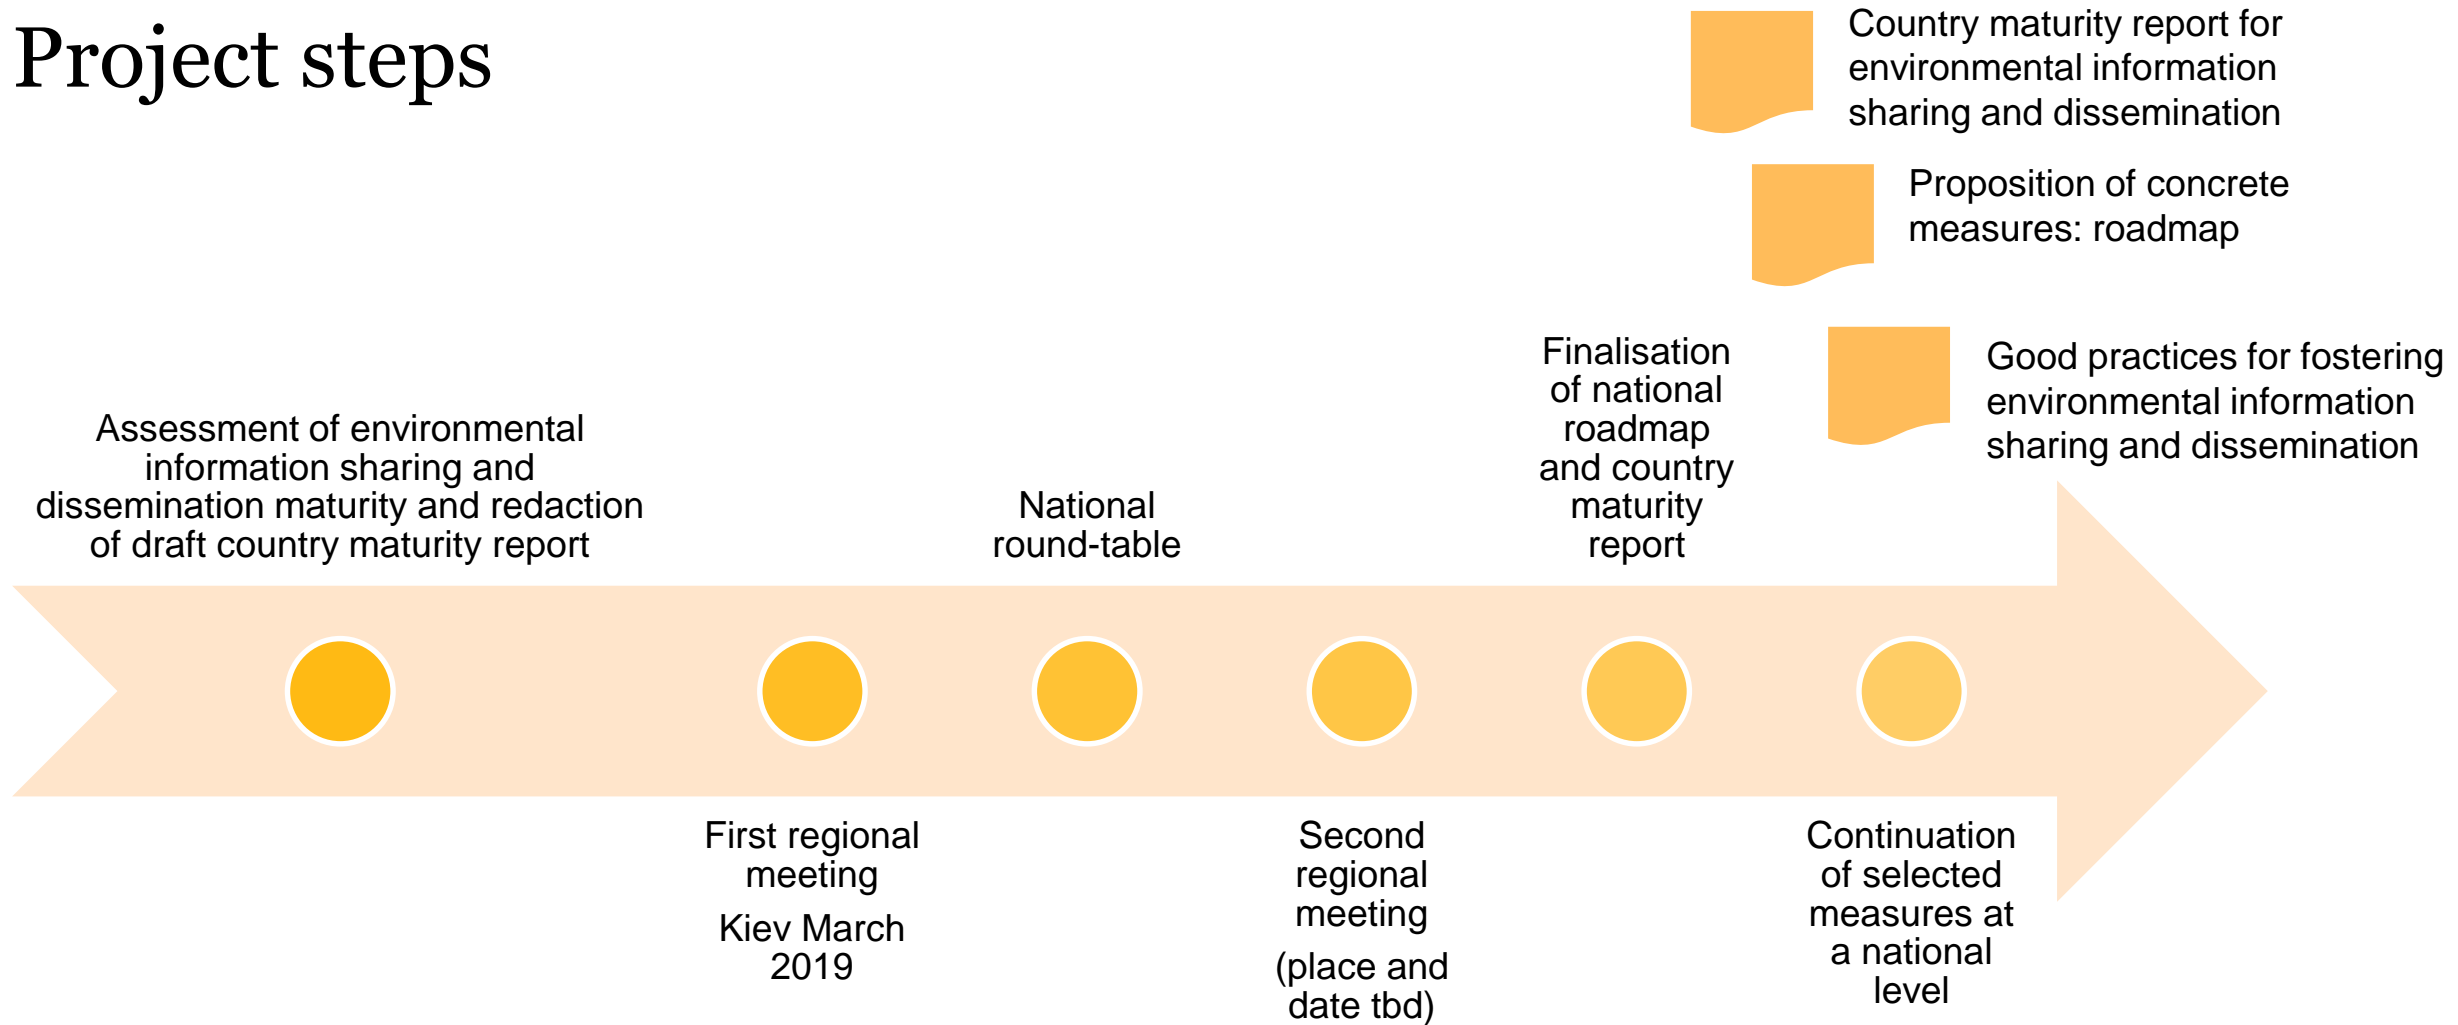 Project steps
Country maturity report for
environmental information
sharing and dissemination
Proposition of concrete
measures: roadmap
Good practices for fostering
environmental information
sharing and dissemination
Assessment of environmental
information sharing and
dissemination maturity and redaction
of draft country maturity report
First regional
meeting
Kiev March
2019
National
round-table
Second
regional
meeting
(place and
date tbd)
Finalisation
of national
roadmap
and country
maturity
report
Continuation
of selected
measures at
a national
level